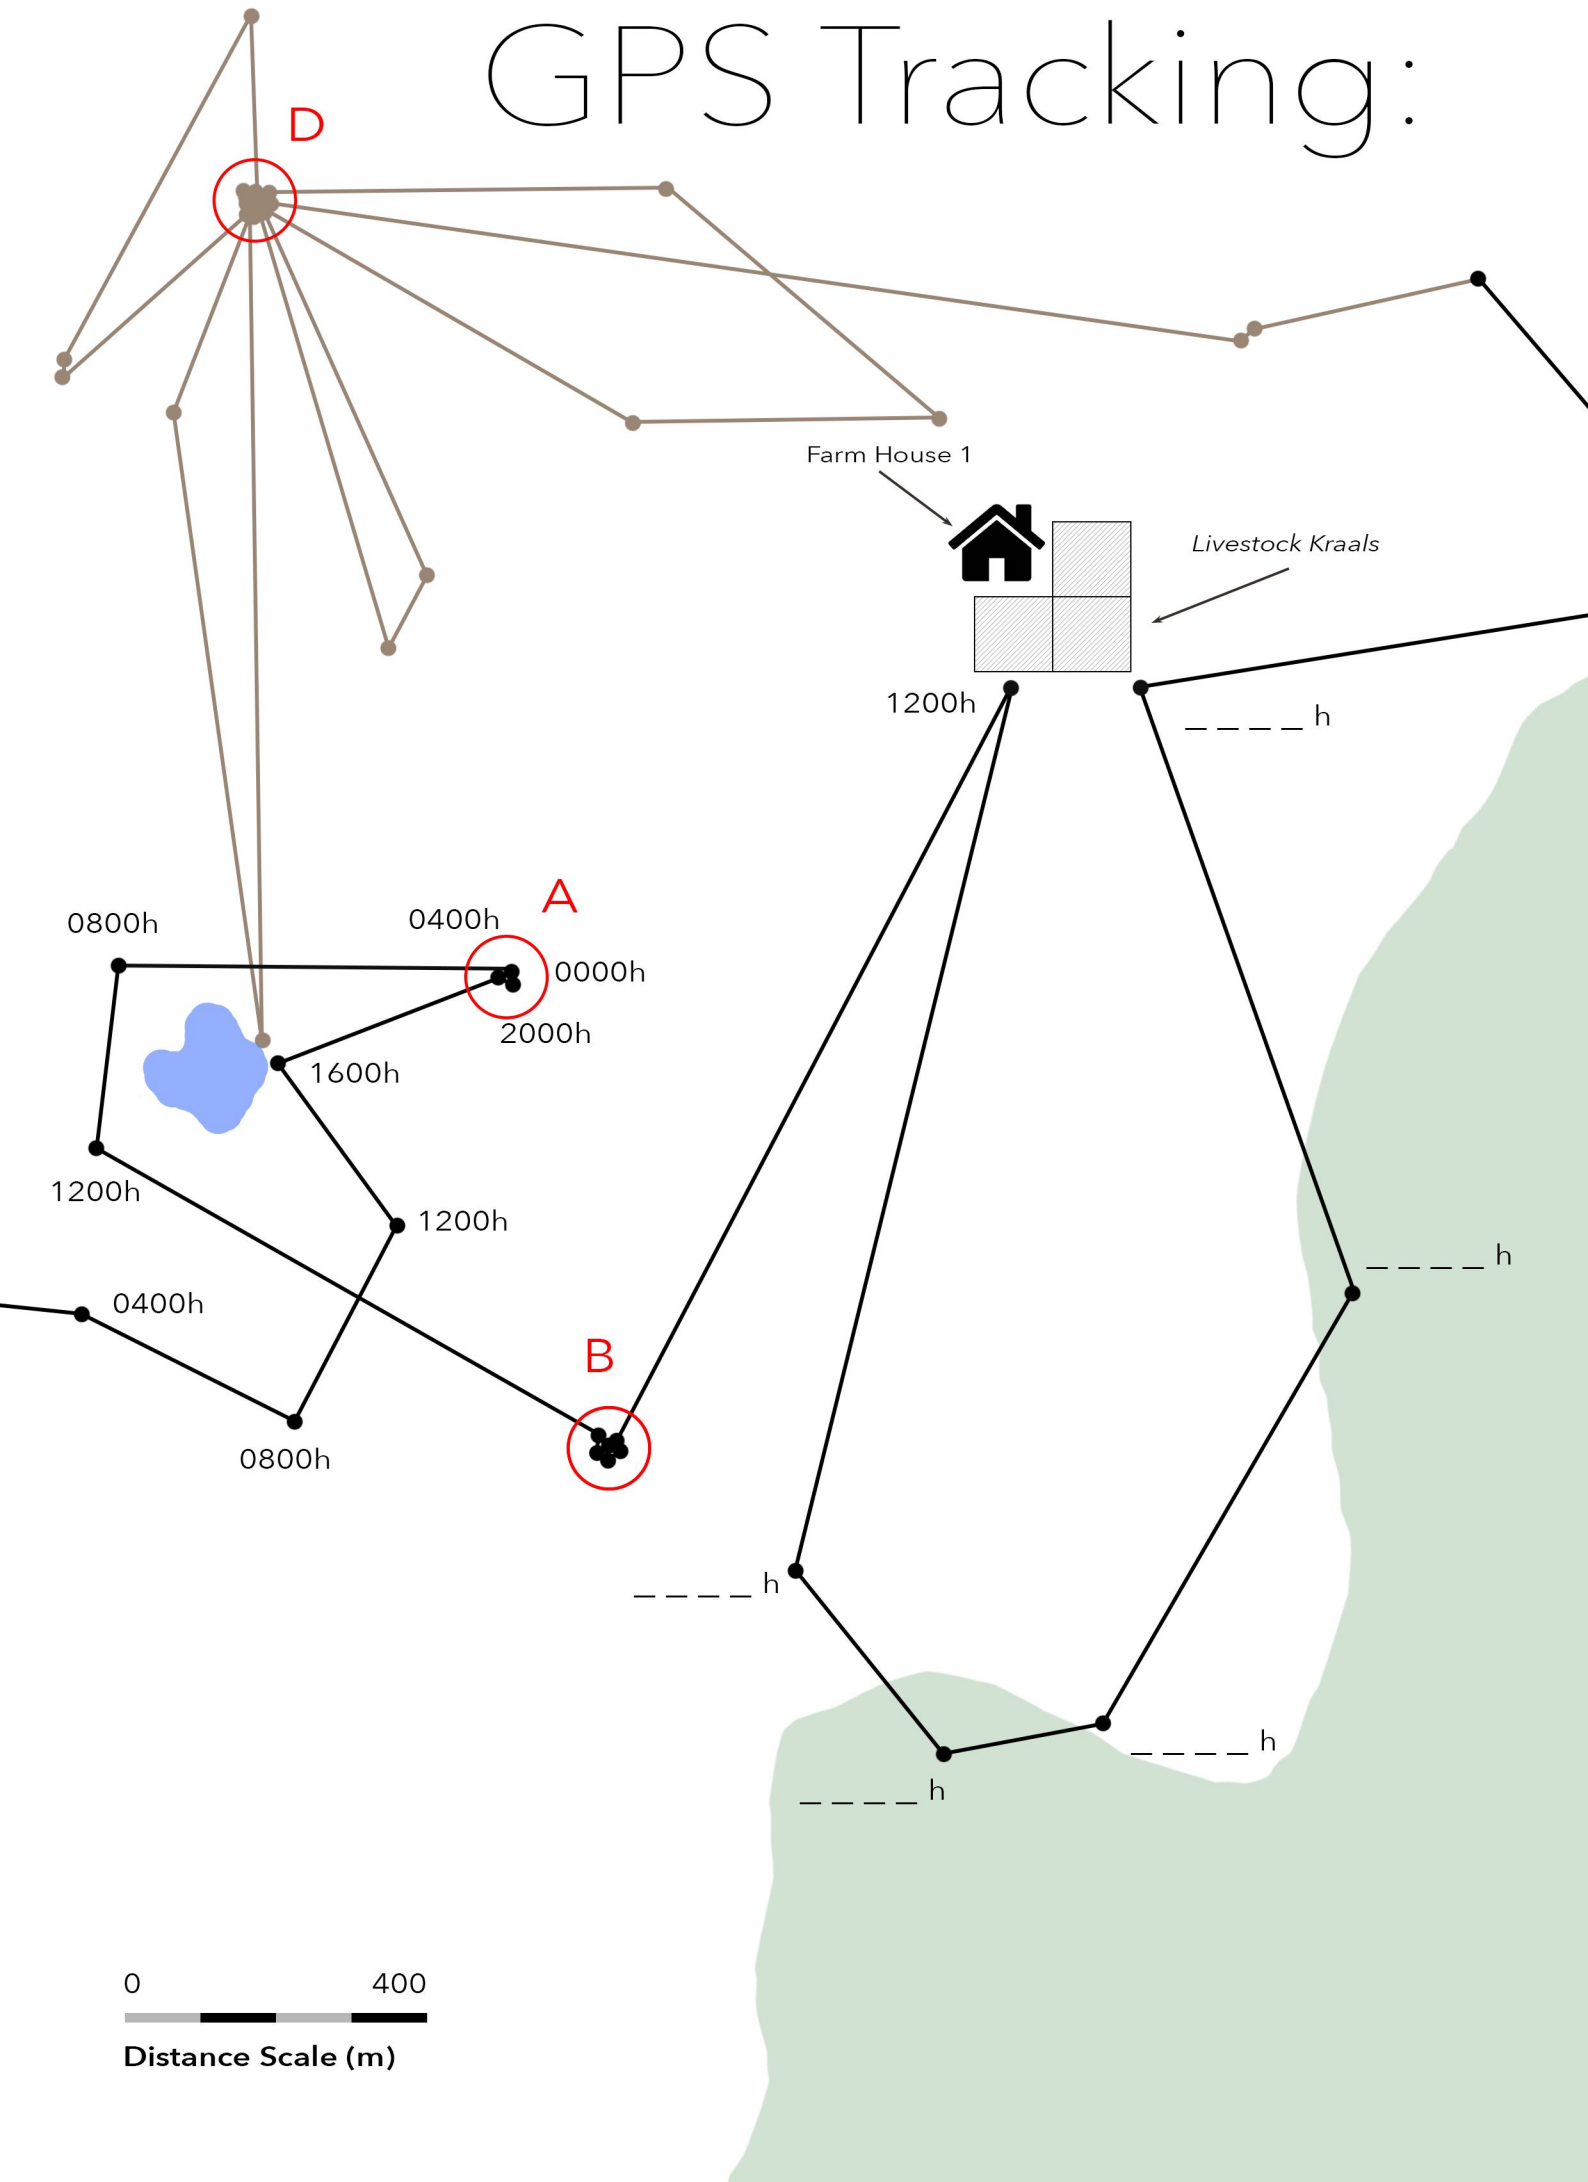 GPS Tracking:
D
Farm House 1
Livestock Kraals
1200h
_ _ _ _ h
A
0800h
0400h
0000h
2000h
1600h
1200h
1200h
_ _ _ _ h
0400h
B
0800h
_ _ _ _ h
_ _ _ _ h
_ _ _ _ h
0 400
Distance Scale (m)